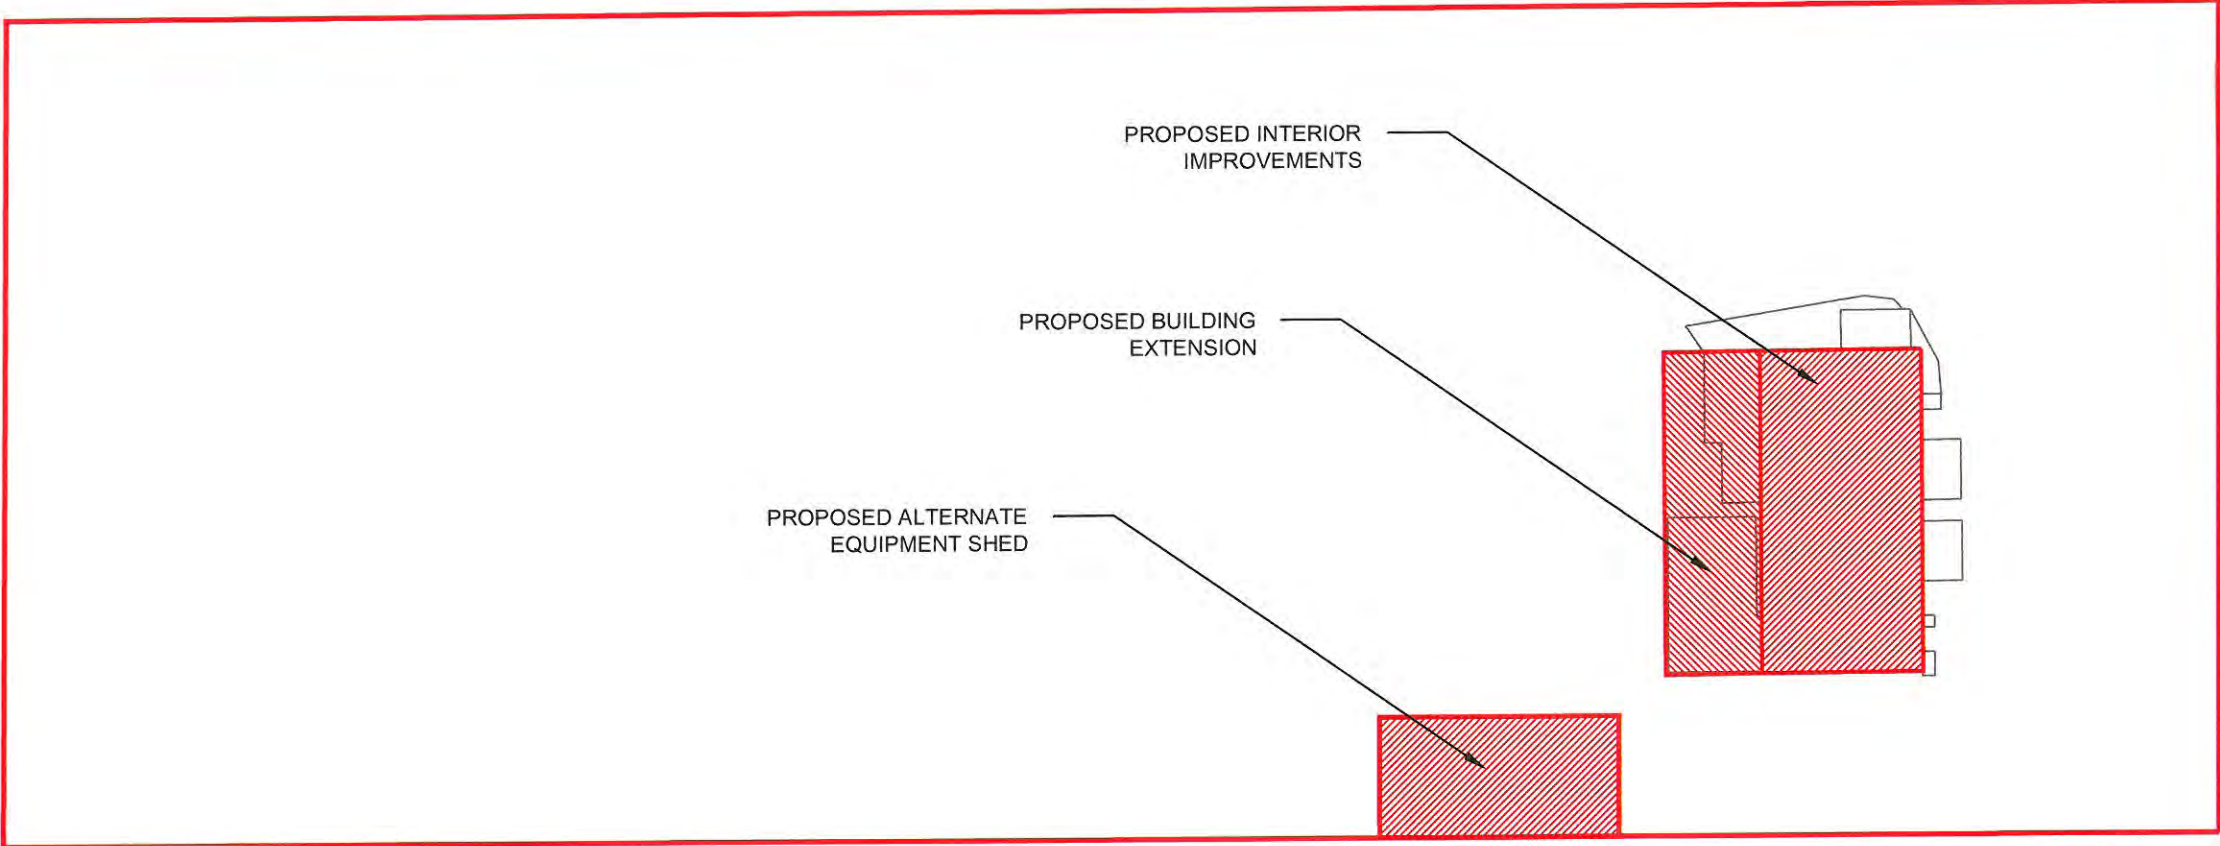 PROPOSED INTERIOR
IMPROVEMENTS
PROPOSED BUILDING
EXTENSION
PROPOSED ALTERNATE
EQUIPMENT SHED